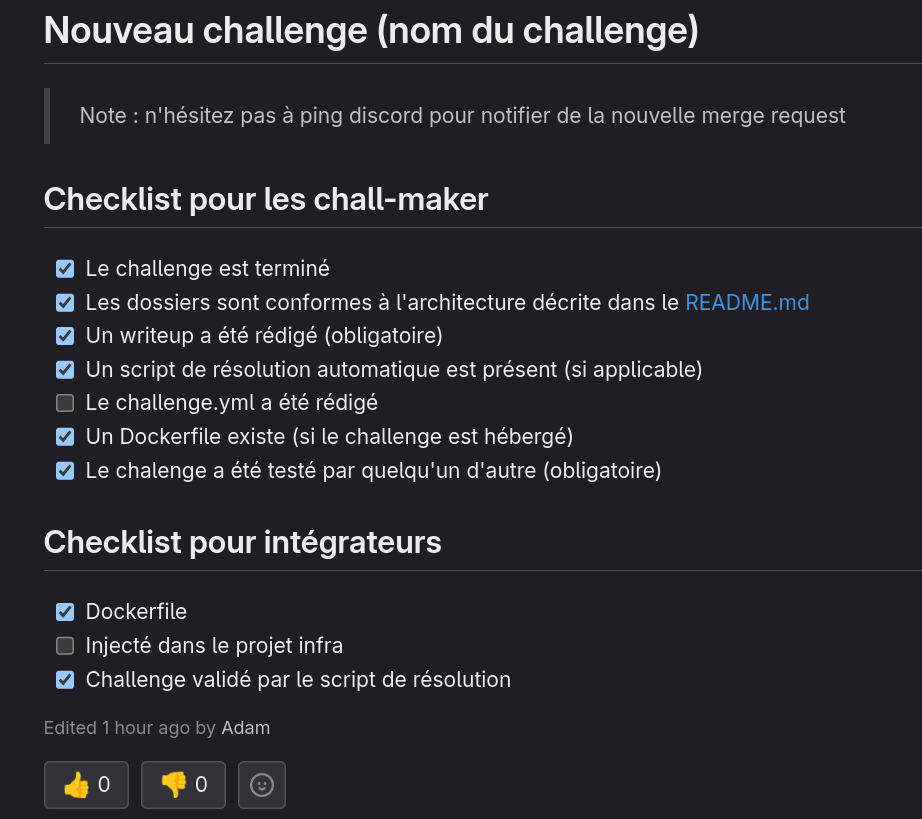 Nouveau challenge (nom du challenge)
Note : n'hésitez pas à ping discord pour notifier de la nouvelle merge request
Checklist pour les chall-maker
Le challenge est terminé
Les dossiers sont conformes à l'architecture décrite dans le README.md
Un writeup a été rédigé (obligatoire)
Un script de résolution automatique est présent (si applicable)
Le challenge.yml a été rédigé
Un Dockerfile existe (si le challenge est hébergé)
Le chalenge a été testé par quelqu'un d'autre (obligatoire)
Checklist pour intégrateurs
Dockerfile
Injecté dans le projet infra
Challenge validé par le script de résolution
Edited 1 hour ago by Adam
0 0